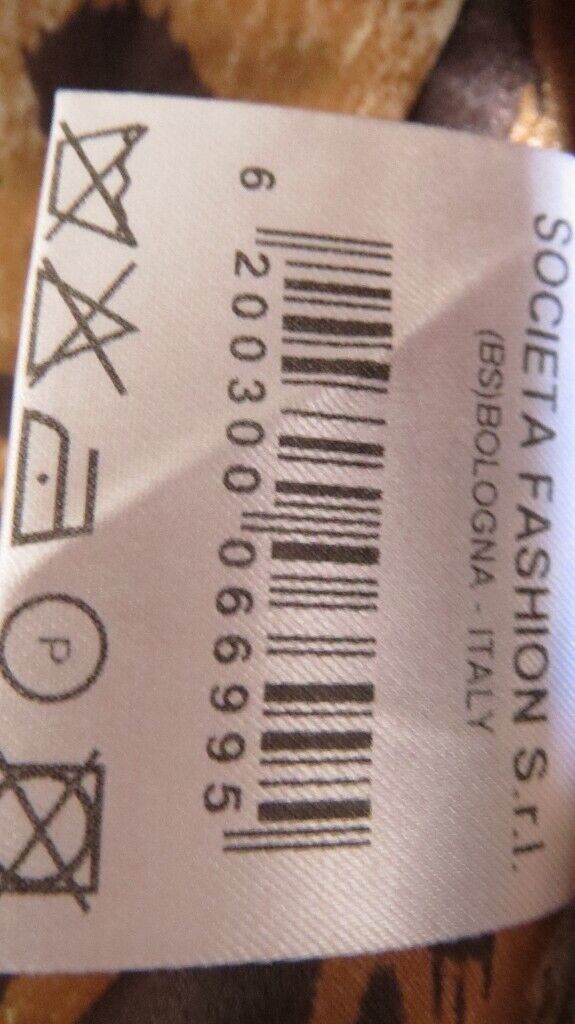 SOCIETA FASHION S.r.l.
(BS)BOLOGNA - ITALY
6 200300 066995
P